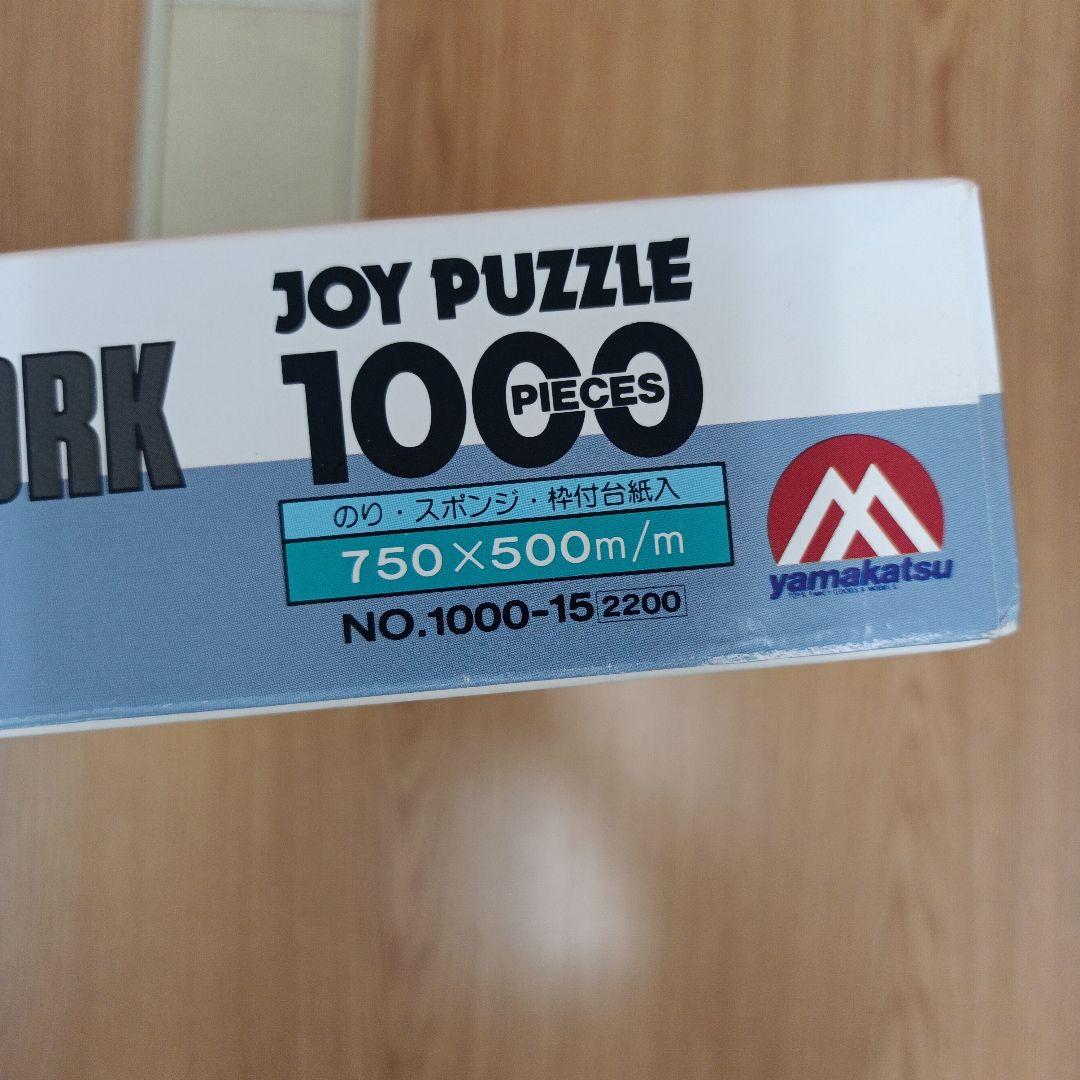 ORK
JOY PUZZLE
1000
PIECES
のり・スポンジ・枠付台紙入
750×500m/m
NO.1000-15 2200
yamakatsu